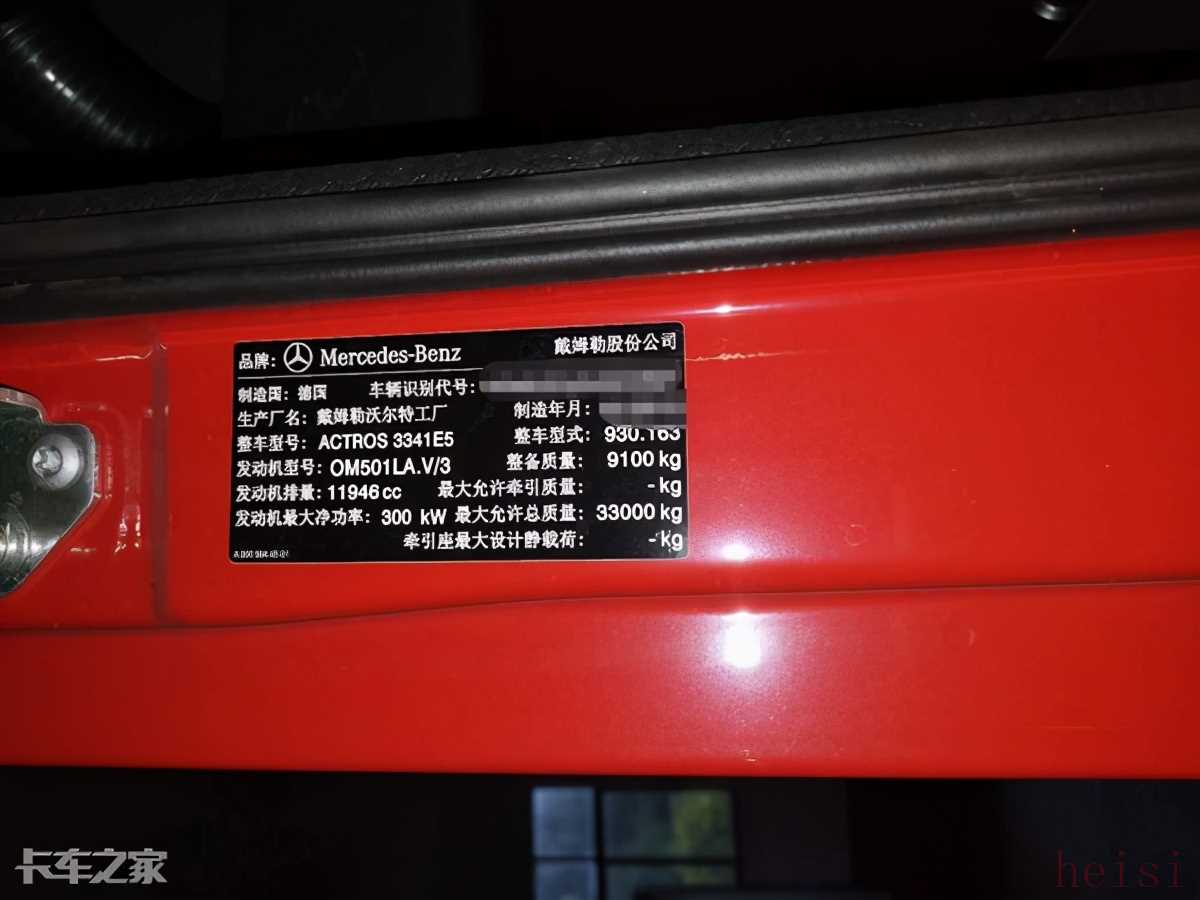 品牌: Mercedes-Benz 戴姆勒股份公司
制造国: 德国 车辆识别代号:
生产厂名: 戴姆勒沃尔特工厂 制造年月:
整车型号: ACTROS 3341E5 整车型式: 930.163
发动机型号: OM501LA.V/3 整备质量: 9100 kg
发动机排量: 11946 cc 最大允许牵引质量: - kg
发动机最大净功率: 300 kW 最大允许总质量: 33000 kg
牵引座最大设计静载荷: - kg
卡车之家
heisi